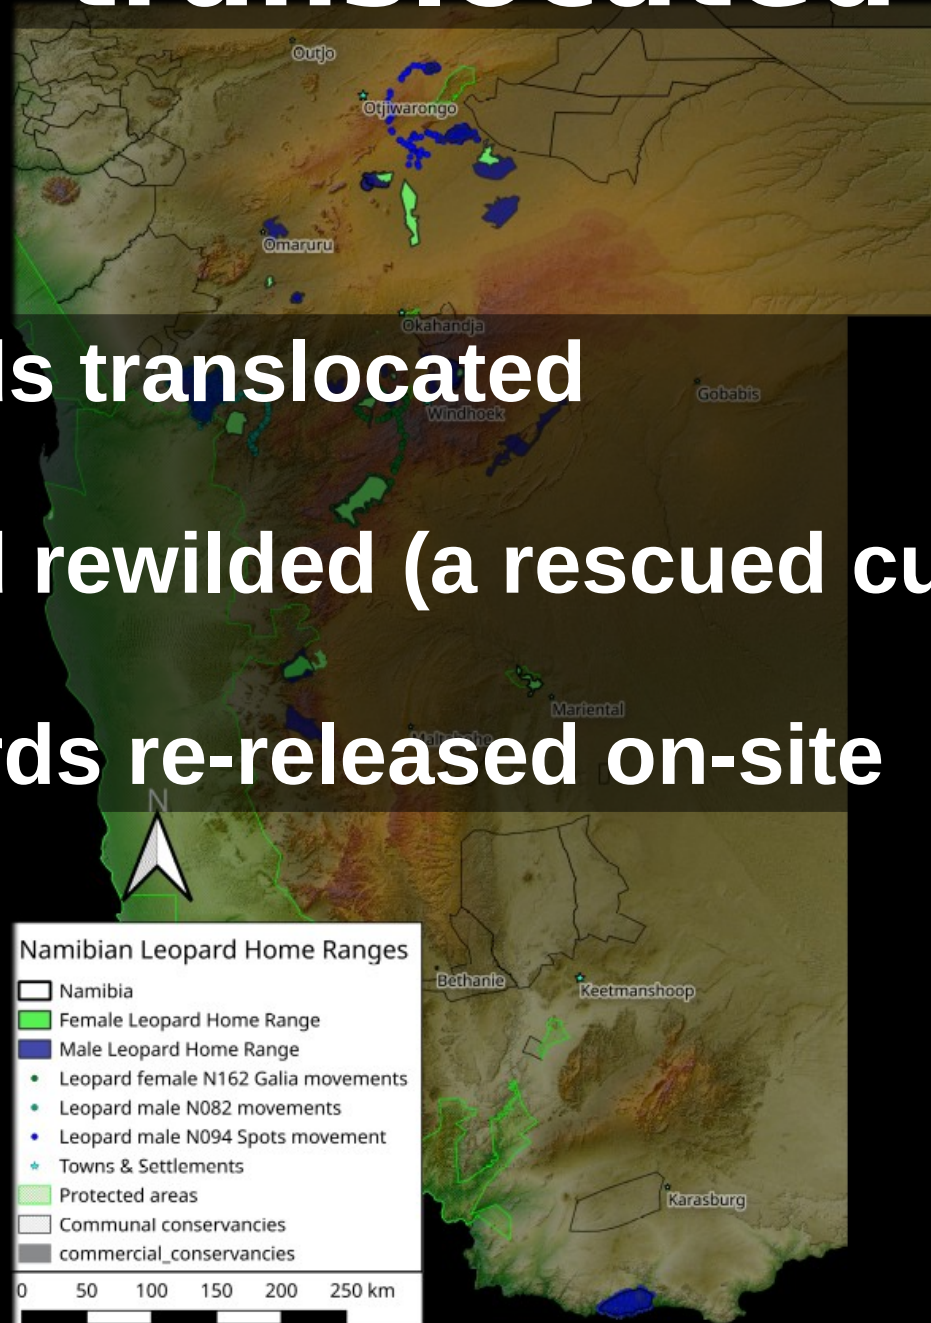 translocated
Outjo
Otjiwarongo
Omaruru
Okahandja
ds translocated
Gobabis
Windhoek
d rewilded (a rescued cu
Mariental
Maltahohe
rds re-released on-site
N
Namibian Leopard Home Ranges
Bethanie
Keetmanshoop
Namibia
Female Leopard Home Range
Male Leopard Home Range
Leopard female N162 Galia movements
Leopard male N082 movements
Leopard male N094 Spots movement
Towns & Settlements
Protected areas
Karasburg
Communal conservancies
commercial_conservancies
0 50 100 150 200 250 km